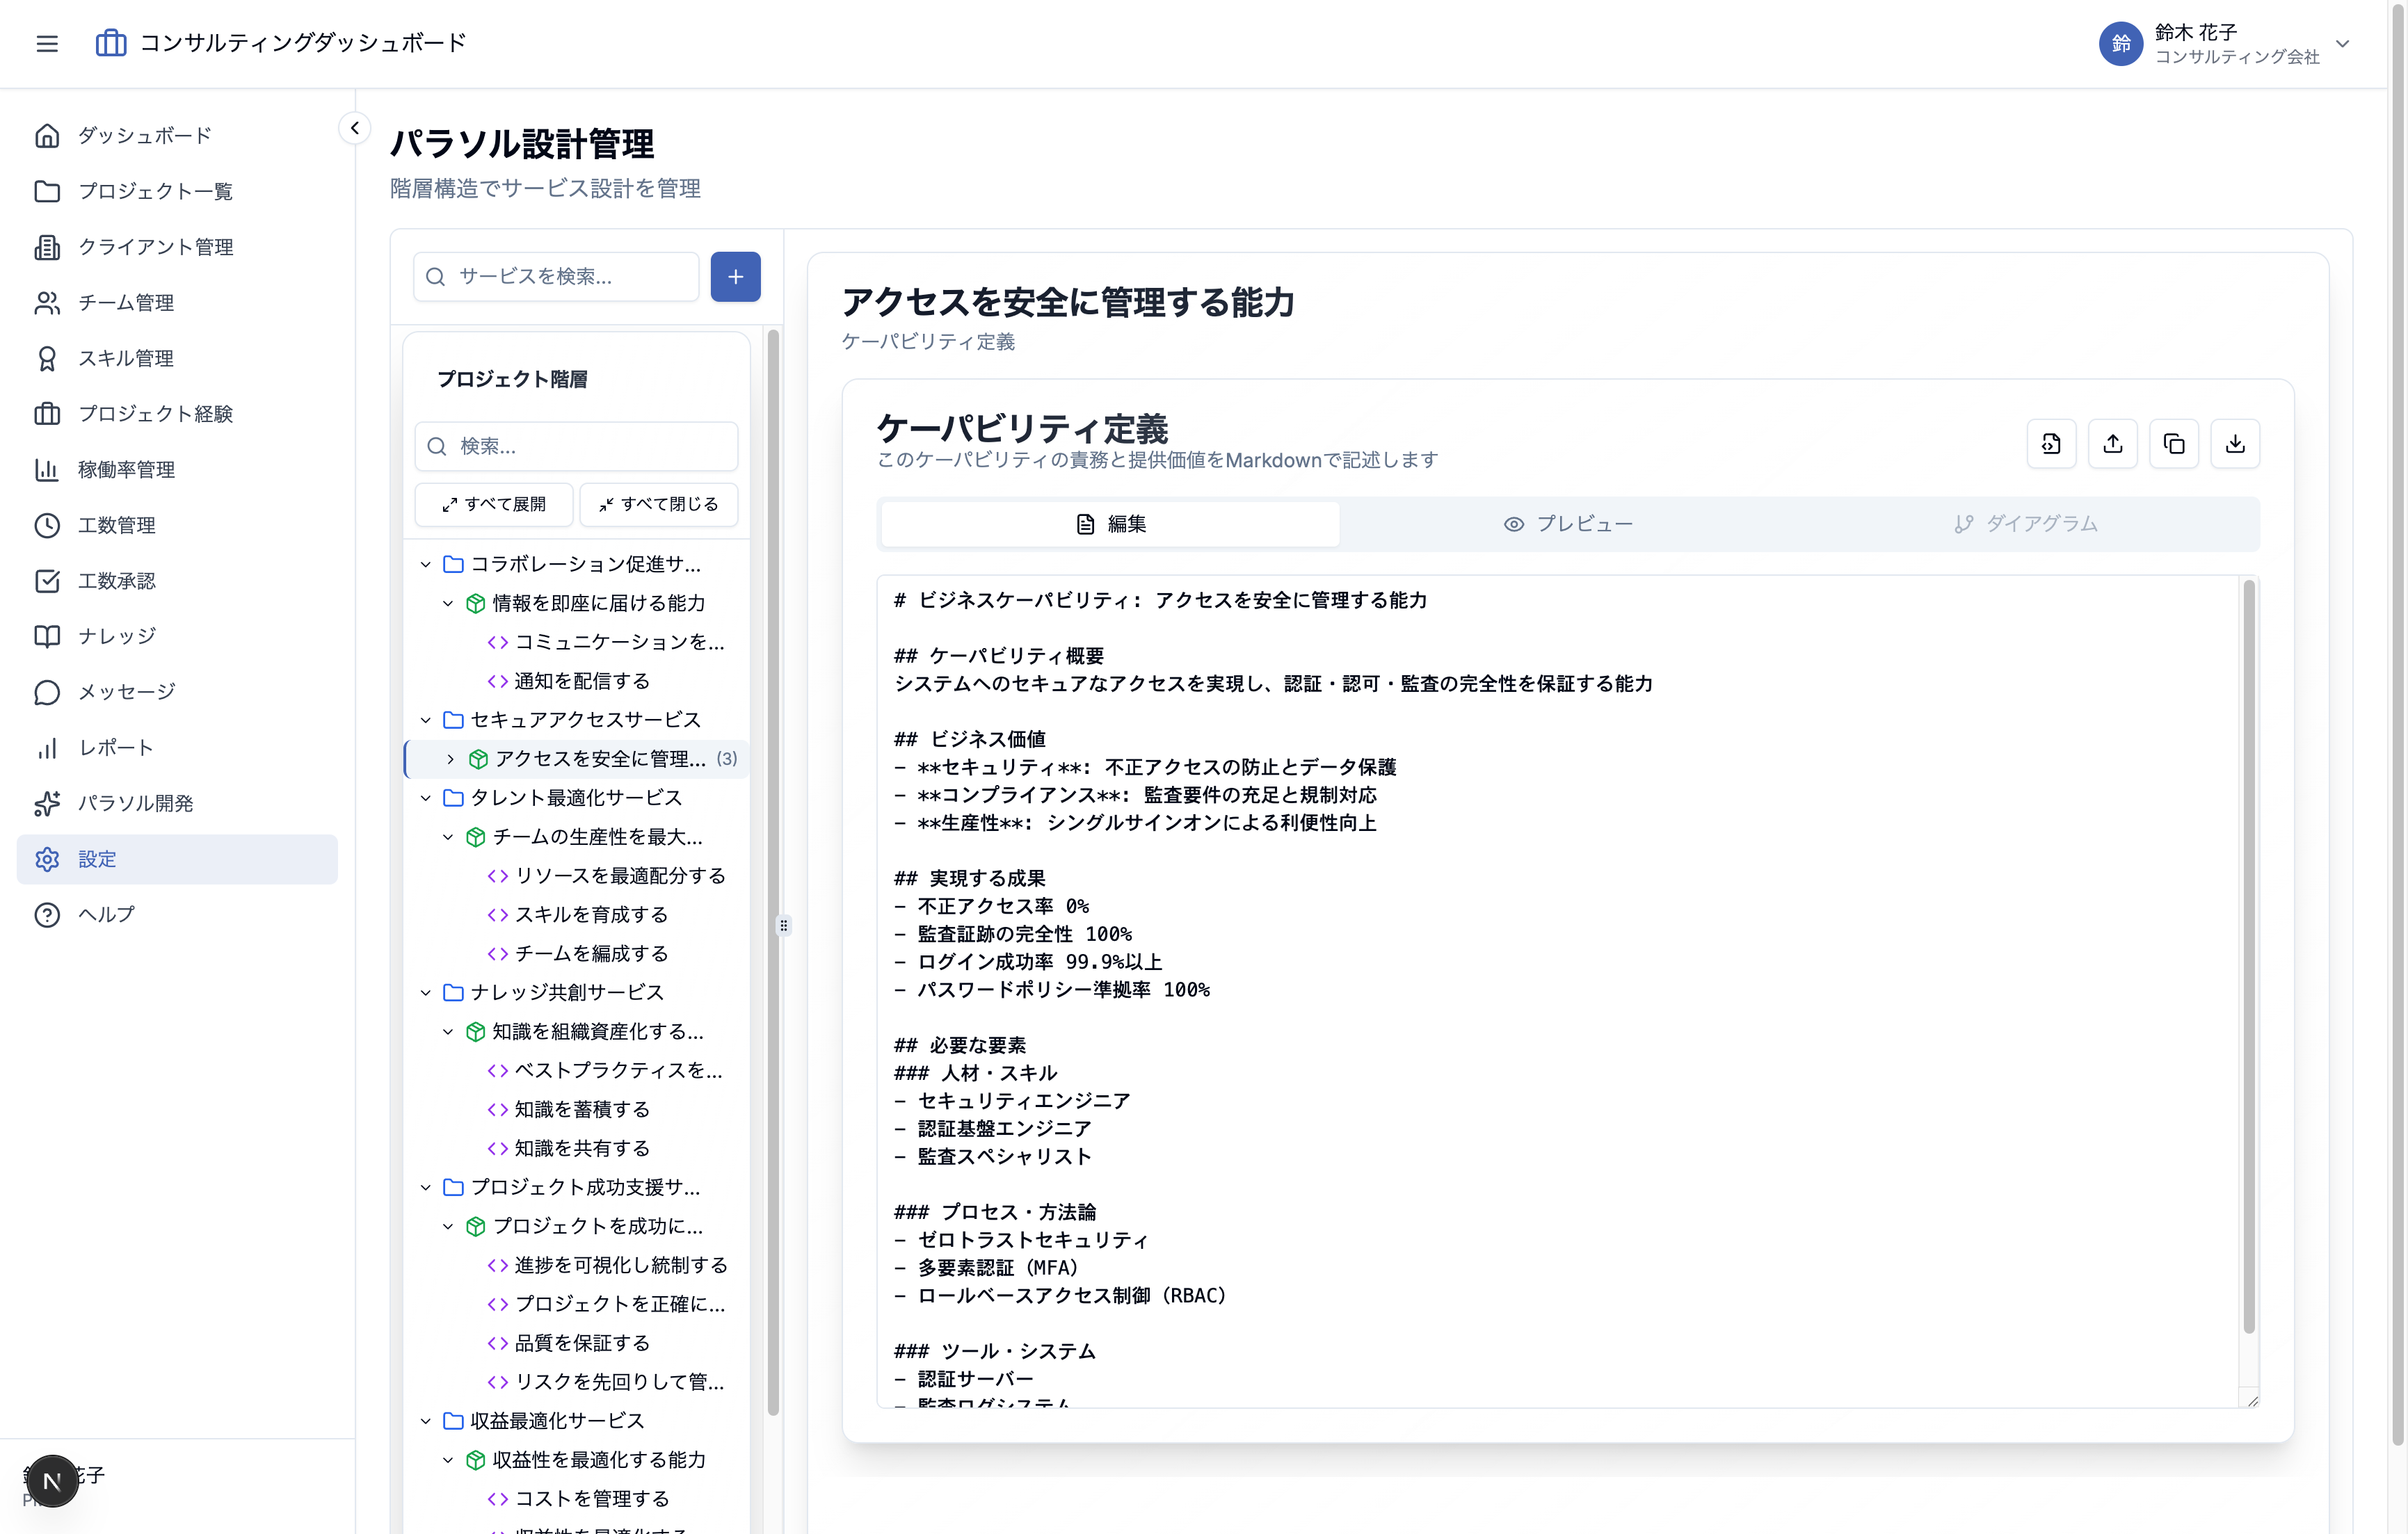 コンサルティングダッシュボード
鈴
鈴木 花子
コンサルティング会社
ダッシュボード
プロジェクト一覧
クライアント管理
チーム管理
スキル管理
プロジェクト経験
稼働率管理
工数管理
工数承認
ナレッジ
メッセージ
レポート
パラソル開発
設定
ヘルプ
花子
N
パラソル設計管理
階層構造でサービス設計を管理
サービスを検索...
プロジェクト階層
検索...
すべて展開
すべて閉じる
コラボレーション促進サ...
情報を即座に届ける能力
コミュニケーションを...
通知を配信する
セキュアアクセスサービス
アクセスを安全に管理... (3)
タレント最適化サービス
チームの生産性を最大...
リソースを最適配分する
スキルを育成する
チームを編成する
ナレッジ共創サービス
知識を組織資産化する...
ベストプラクティスを...
知識を蓄積する
知識を共有する
プロジェクト成功支援サ...
プロジェクトを成功に...
進捗を可視化し統制する
プロジェクトを正確に...
品質を保証する
リスクを先回りして管...
収益最適化サービス
収益性を最適化する能力
コストを管理する
収益性を最適化する
アクセスを安全に管理する能力
ケーパビリティ定義
ケーパビリティ定義
このケーパビリティの責務と提供価値をMarkdownで記述します
編集
プレビュー
ダイアグラム
# ビジネスケーパビリティ: アクセスを安全に管理する能力
## ケーパビリティ概要
システムへのセキュアなアクセスを実現し、認証・認可・監査の完全性を保証する能力
## ビジネス価値
- **セキュリティ**: 不正アクセスの防止とデータ保護
- **コンプライアンス**: 監査要件の充足と規制対応
- **生産性**: シングルサインオンによる利便性向上
## 実現する成果
- 不正アクセス率 0%
- 監査証跡の完全性 100%
- ログイン成功率 99.9%以上
- パスワードポリシー準拠率 100%
## 必要な要素
### 人材・スキル
- セキュリティエンジニア
- 認証基盤エンジニア
- 監査スペシャリスト
### プロセス・方法論
- ゼロトラストセキュリティ
- 多要素認証（MFA）
- ロールベースアクセス制御（RBAC）
### ツール・システム
- 認証サーバー
- 監査ログシステム